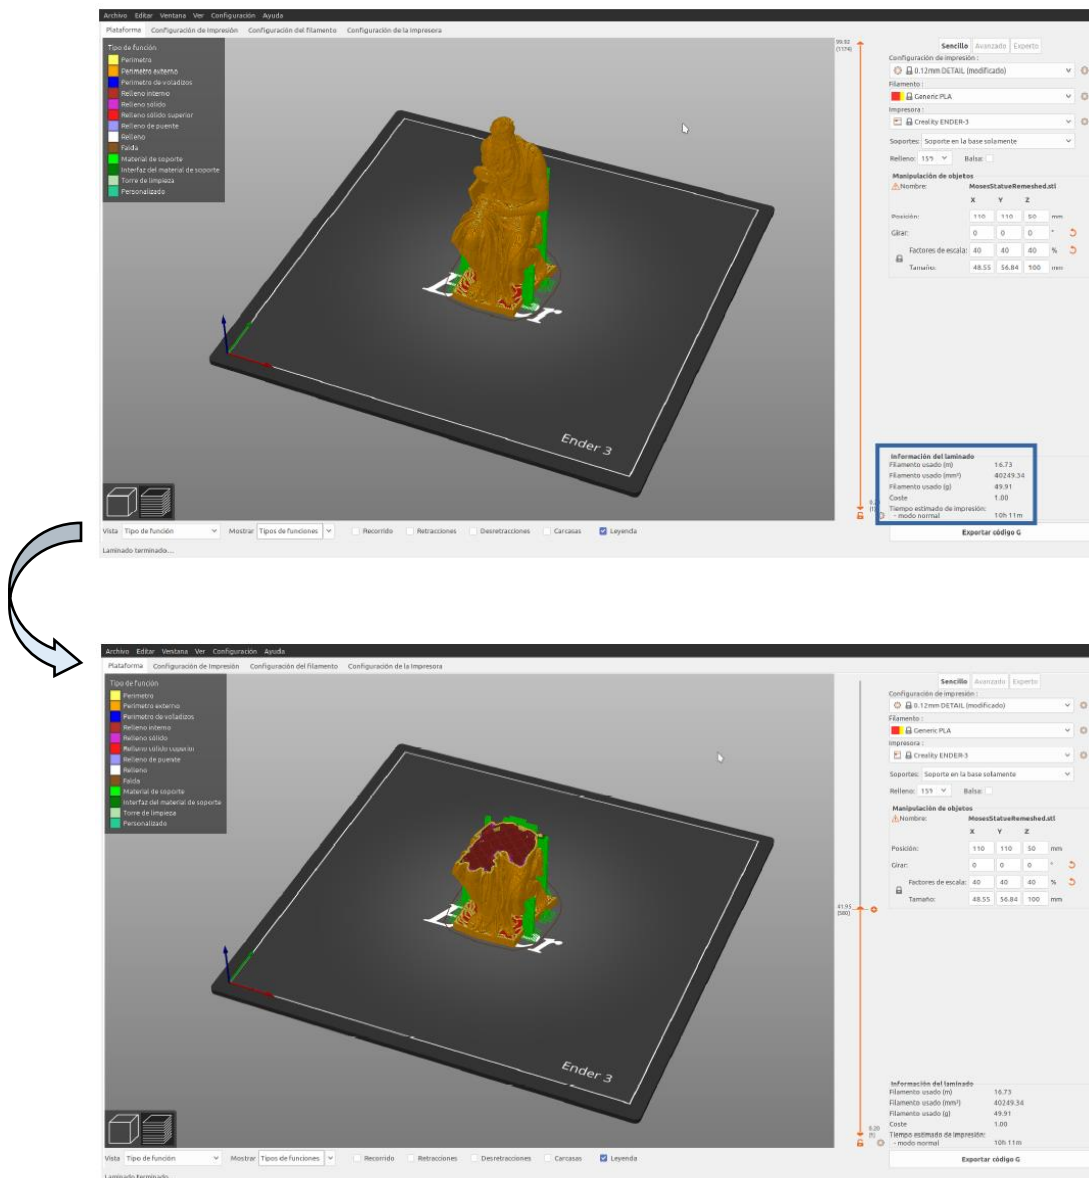 Archivo Editar Ventana Ver Configuración Ayuda
Plataforma Configuración de Impresión Configuración del filamento Configuración de la impresora
Tipo de función
Perímetro
Perímetro externo
Perímetro de voladizos
Relleno interno
Relleno sólido
Relleno sólido superior
Relleno de puente
Relleno
Falda
Material de soporte
Interfaz del material de soporte
Torre de limpieza
Personalizado
Ender 3
99.92
(1174)
0.20
Sencillo Avanzado Experto
Configuración de impresión :
0.12mm DETAIL (modificado)
Filamento :
Generic PLA
Impresora :
Creality ENDER-3
Soportes: Soporte en la base solamente
Relleno: 15% Balsa:
Manipulación de objetos
Nombre: MosesStatueRemeshed.stl
X Y Z
Posición: 110 110 50 mm
Girar: 0 0 0 °
Factores de escala: 40 40 40 %
Tamaño: 48.55 56.84 100 mm
Información del laminado
Filamento usado (m) 16.73
Filamento usado (mm³) 40249.34
Filamento usado (g) 49.91
Coste 1.00
Tiempo estimado de impresión:
- modo normal 10h 11m
Exportar código G
Vista Tipo de función Mostrar Tipos de funciones Recorrido Retracciones Desretracciones Carcasas Leyenda
Laminado terminado...
Archivo Editar Ventana Ver Configuración Ayuda
Plataforma Configuración de Impresión Configuración del filamento Configuración de la impresora
Tipo de función
Perímetro
Perímetro externo
Perímetro de voladizos
Relleno interno
Relleno sólido
Relleno sólido superior
Relleno de puente
Relleno
Falda
Material de soporte
Interfaz del material de soporte
Torre de limpieza
Personalizado
Ender 3
41.95
0.20
(1)
Sencillo Avanzado Experto
Configuración de impresión :
0.12mm DETAIL (modificado)
Filamento :
Generic PLA
Impresora :
Creality ENDER-3
Soportes: Soporte en la base solamente
Relleno: 15% Balsa:
Manipulación de objetos
Nombre: MosesStatueRemeshed.stl
X Y Z
Posición: 110 110 50 mm
Girar: 0 0 0 °
Factores de escala: 40 40 40 %
Tamaño: 48.55 56.84 100 mm
Información del laminado
Filamento usado (m) 16.73
Filamento usado (mm³) 40249.34
Filamento usado (g) 49.91
Coste 1.00
Tiempo estimado de impresión:
- modo normal 10h 11m
Exportar código G
Vista Tipo de función Mostrar Tipos de funciones Recorrido Retracciones Desretracciones Carcasas Leyenda
Laminado terminado